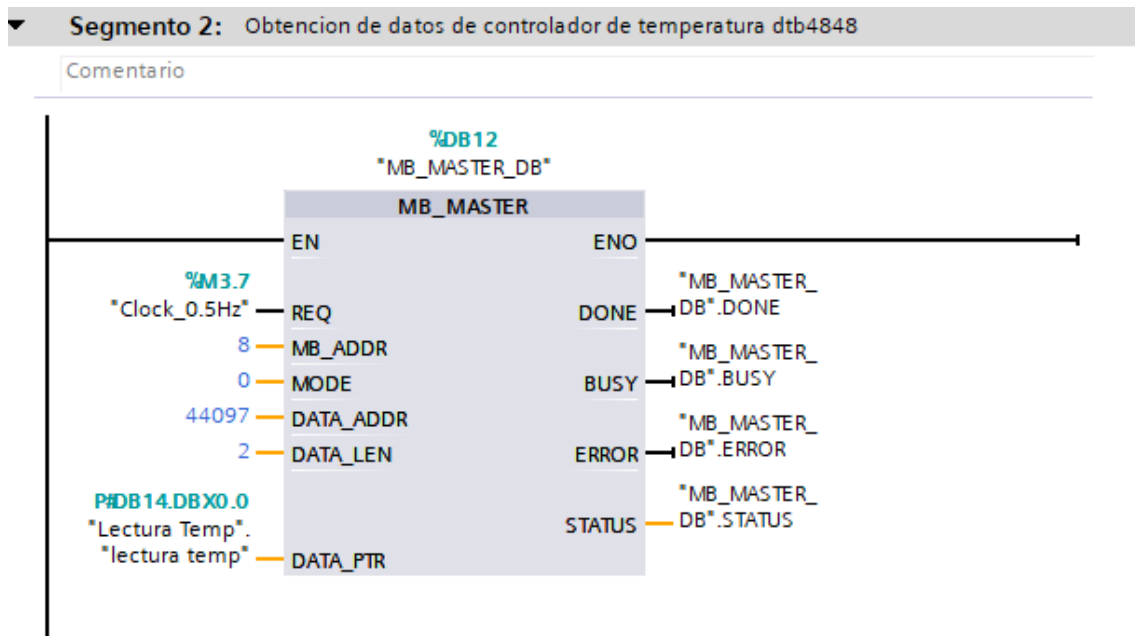 Segmento 2: Obtencion de datos de controlador de temperatura dtb4848
Comentario
%DB12
"MB_MASTER_DB"
MB_MASTER
EN ENO
%M3.7
"Clock_0.5Hz" REQ
"MB_MASTER_
DONE DB".DONE
8 MB_ADDR
0 MODE
"MB_MASTER_
BUSY DB".BUSY
44097 DATA_ADDR
2 DATA_LEN
"MB_MASTER_
ERROR DB".ERROR
P#DB14.DBX0.0
"Lectura Temp".
"lectura temp" DATA_PTR
"MB_MASTER_
STATUS DB".STATUS